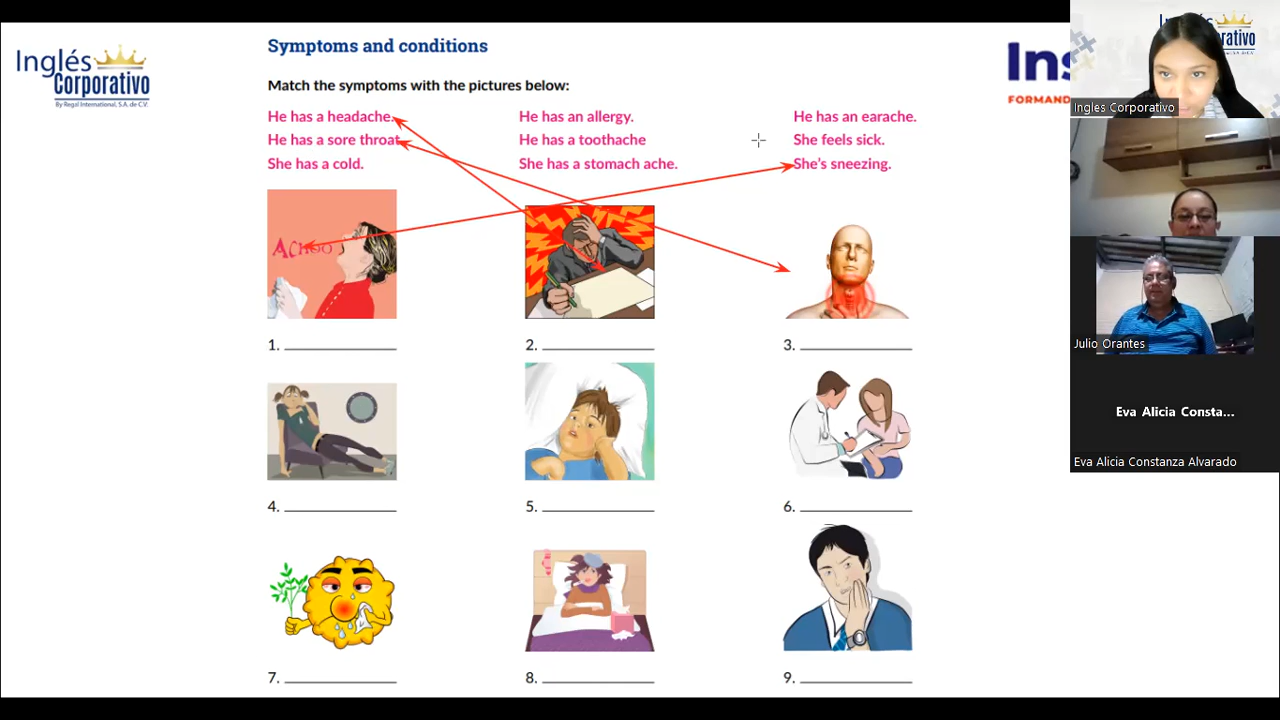 Inglés
Corporativo
By Regal International, S.A. de C.V.
Symptoms and conditions
Match the symptoms with the pictures below:
He has a headache.
He has a sore throat
She has a cold.
He has an allergy.
He has a toothache
She has a stomach ache.
He has an earache.
She feels sick.
She's sneezing.
Achoo
1.
2.
3.
4.
5.
6.
7.
8.
9.
Ins
FORMAND
Inglés
rativo
Ingles Corporativo
Julio Orantes
Eva Alicia Consta...
Eva Alicia Constanza Alvarado